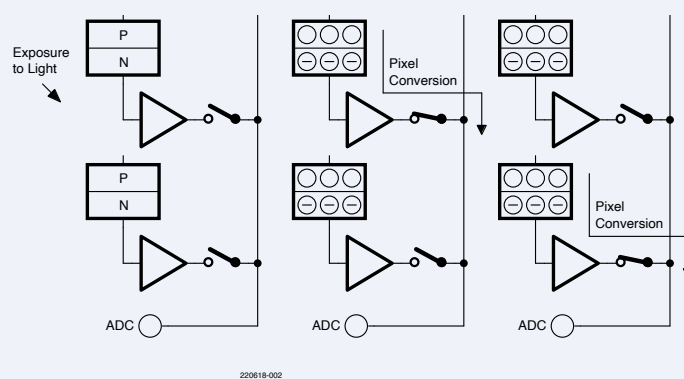 Exposure
to Light
P
N
P
N
ADC
Pixel
Conversion
ADC
Pixel
Conversion
ADC
220618-002